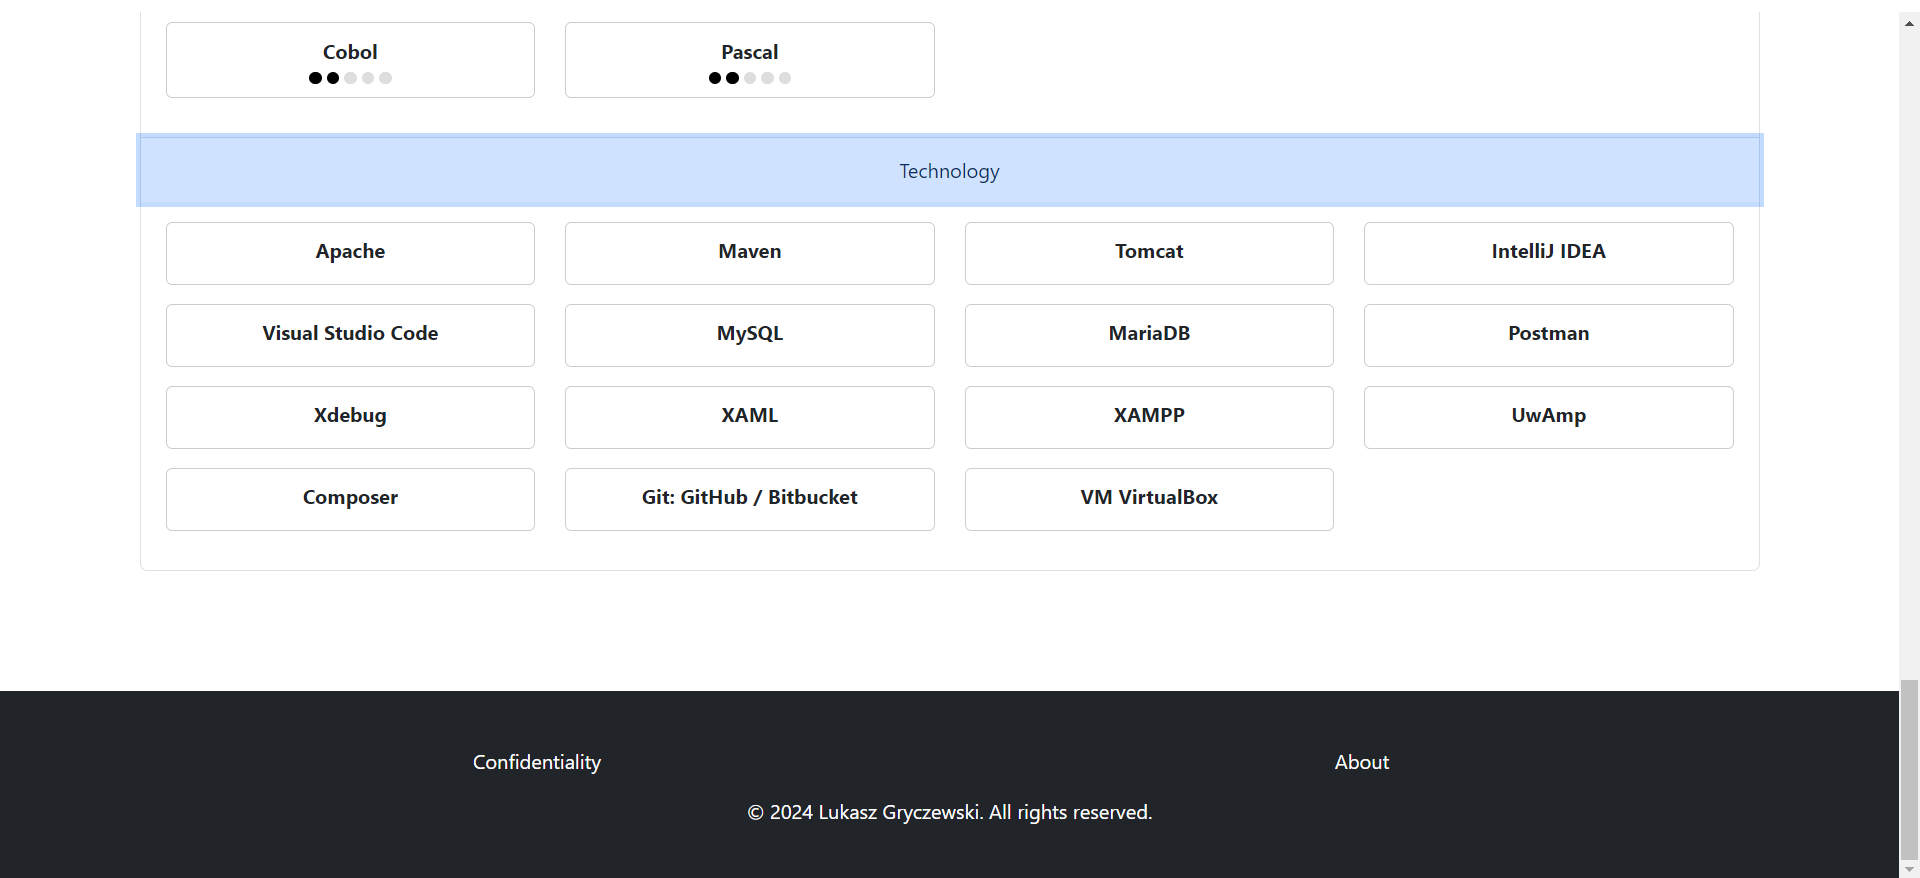 Cobol Pascal
Technology
Apache Maven Tomcat IntelliJ IDEA
Visual Studio Code MySQL MariaDB Postman
Xdebug XAML XAMPP UwAmp
Composer Git: GitHub / Bitbucket VM VirtualBox
Confidentiality About
© 2024 Lukasz Gryczewski. All rights reserved.